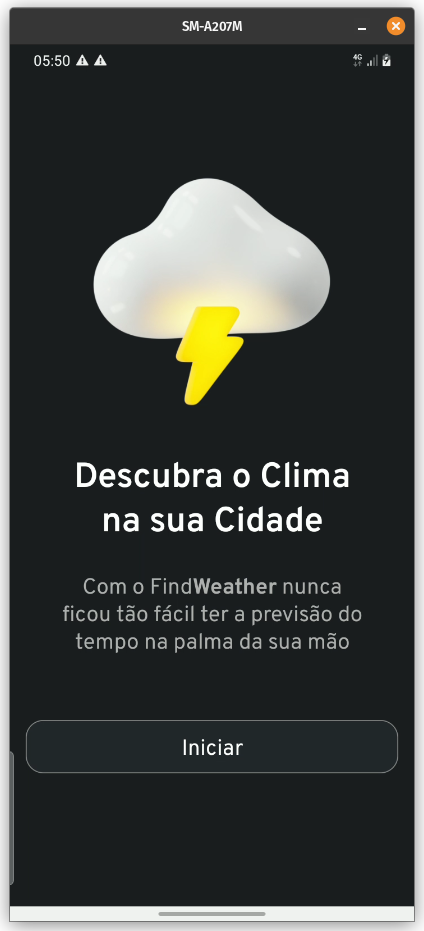 SM-A207M
05:50
4G
Descubra o Clima
na sua Cidade
Com o FindWeather nunca
ficou tão fácil ter a previsão do
tempo na palma da sua mão
Iniciar